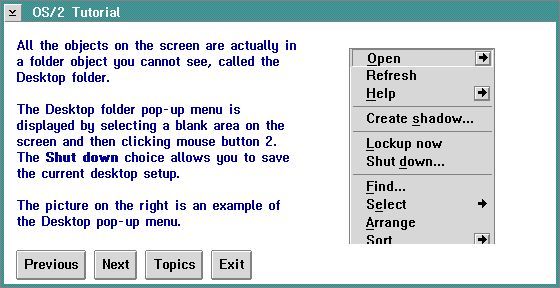 OS/2 Tutorial
All the objects on the screen are actually in
a folder object you cannot see, called the
Desktop folder.
The Desktop folder pop-up menu is
displayed by selecting a blank area on the
screen and then clicking mouse button 2.
The Shut down choice allows you to save
the current desktop setup.
The picture on the right is an example of
the Desktop pop-up menu.
Open
Refresh
Help
Create shadow...
Lockup now
Shut down...
Find...
Select
Arrange
Sort
Previous
Next
Topics
Exit